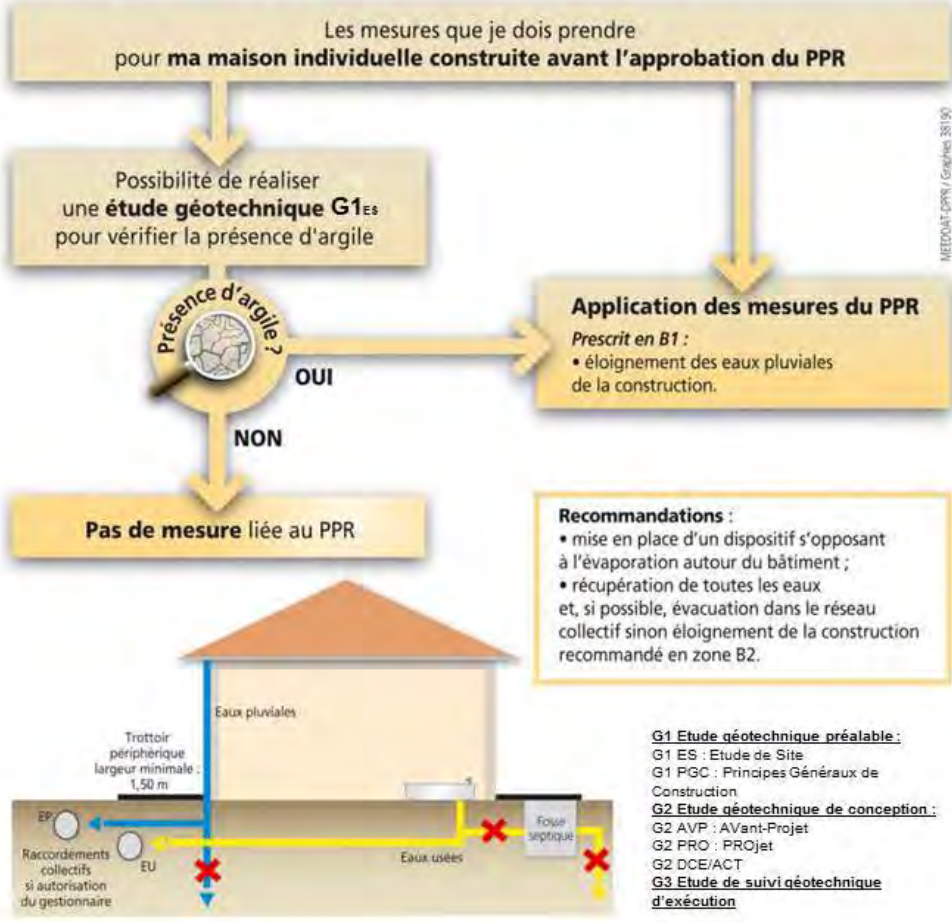 Les mesures que je dois prendre
pour ma maison individuelle construite avant l'approbation du PPR
MEEDDAT-DPPR / Graphies 38190
Possibilité de réaliser
une étude géotechnique G1ES
pour vérifier la présence d'argile
Présence d'argile ?
OUI
NON
Application des mesures du PPR
Prescrit en B1 :
• éloignement des eaux pluviales
de la construction.
Pas de mesure liée au PPR
Recommandations :
• mise en place d'un dispositif s'opposant
à l'évaporation autour du bâtiment ;
• récupération de toutes les eaux
et, si possible, évacuation dans le réseau
collectif sinon éloignement de la construction
recommandé en zone B2.
Eaux pluviales
Trottoir
périphérique
largeur minimale :
1,50 m
EP
EU
Raccordements
collectifs
si autorisation
du gestionnaire
Eaux usées
Fosse
septique
G1 Etude géotechnique préalable :
G1 ES : Etude de Site
G1 PGC : Principes Généraux de
Construction
G2 Etude géotechnique de conception :
G2 AVP : AVant-Projet
G2 PRO : PROjet
G2 DCE/ACT
G3 Etude de suivi géotechnique
d'exécution